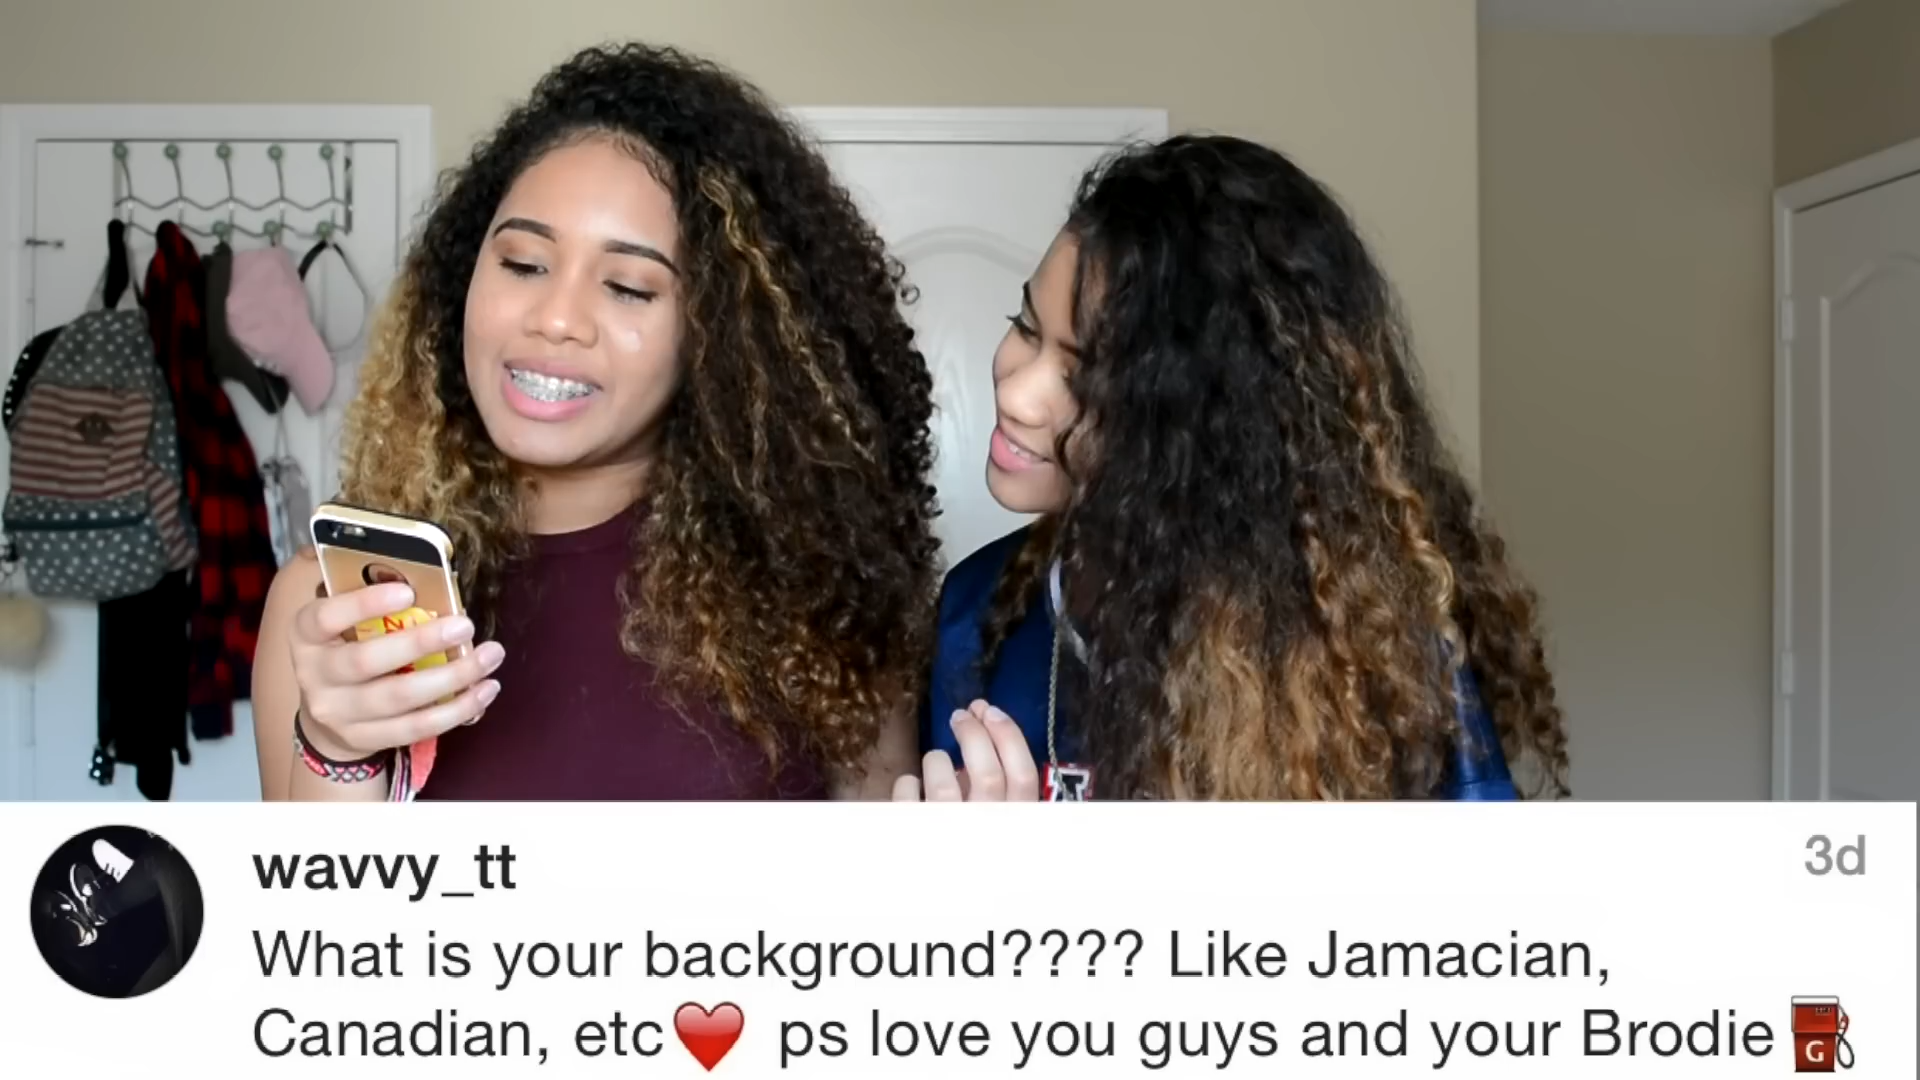 wavvy_tt
3d
What is your background???? Like Jamacian,
Canadian, etc❤️ ps love you guys and your Brodie⛽